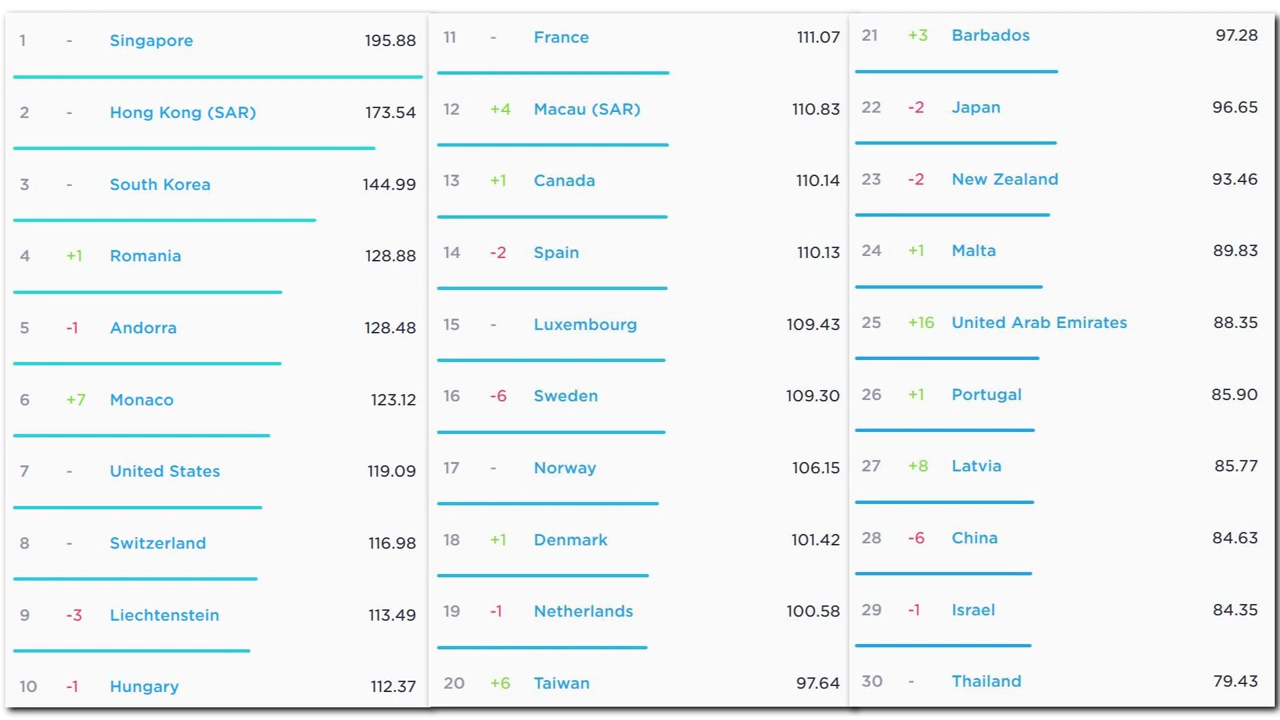 1 - Singapore 195.88
2 - Hong Kong (SAR) 173.54
3 - South Korea 144.99
4 +1 Romania 128.88
5 -1 Andorra 128.48
6 +7 Monaco 123.12
7 - United States 119.09
8 - Switzerland 116.98
9 -3 Liechtenstein 113.49
10 -1 Hungary 112.37
11 - France 111.07
12 +4 Macau (SAR) 110.83
13 +1 Canada 110.14
14 -2 Spain 110.13
15 - Luxembourg 109.43
16 -6 Sweden 109.30
17 - Norway 106.15
18 +1 Denmark 101.42
19 -1 Netherlands 100.58
20 +6 Taiwan 97.64
21 +3 Barbados 97.28
22 -2 Japan 96.65
23 -2 New Zealand 93.46
24 +1 Malta 89.83
25 +16 United Arab Emirates 88.35
26 +1 Portugal 85.90
27 +8 Latvia 85.77
28 -6 China 84.63
29 -1 Israel 84.35
30 - Thailand 79.43